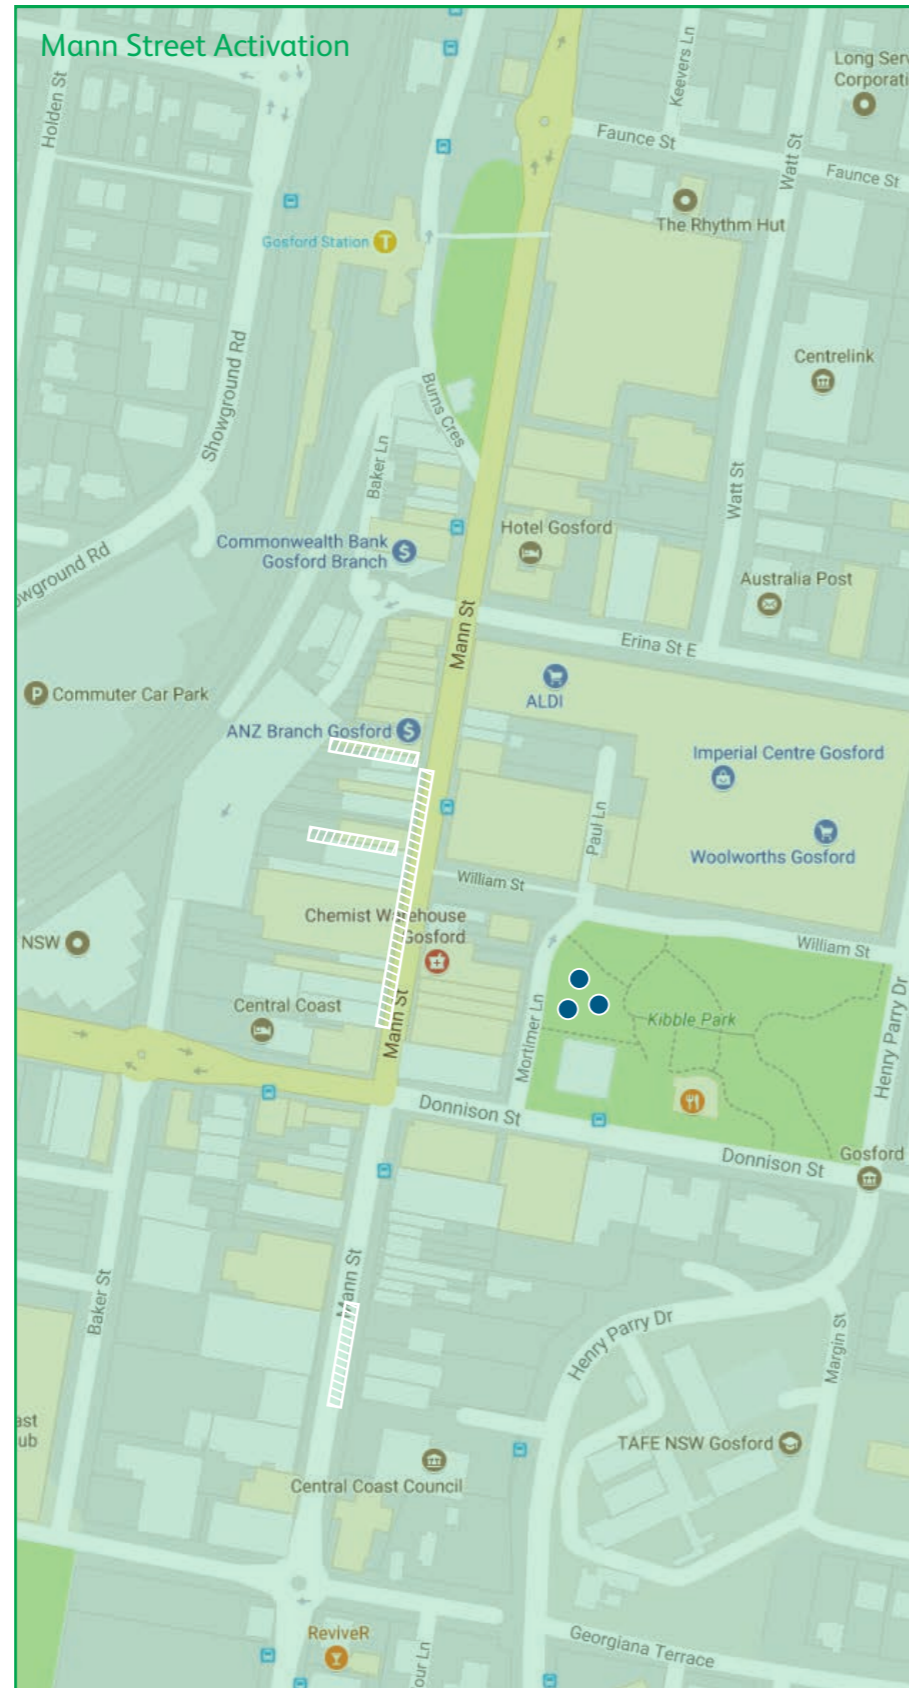 Mann Street Activation
Holden St
Keevers Ln
Long Serv
Corporati
Faunce St
Watt St
Faunce St
The Rhythm Hut
Gosford Station
T
Centrelink
Showground Rd
Burns Cres
Baker Ln
Watt St
Hotel Gosford
Commonwealth Bank
Gosford Branch
$
wground Rd
Australia Post
Mann St
Erina St E
P
Commuter Car Park
ALDI
ANZ Branch Gosford
$
Imperial Centre Gosford
Paul Ln
Woolworths Gosford
William St
Chemist Warehouse
Gosford
NSW
William St
Central Coast
Mann St
Mortimer Ln
Kibble Park
Henry Parry Dr
Donnison St
Donnison St
Gosford
Mann St
Baker St
Henry Parry Dr
Margin St
ast
ub
TAFE NSW Gosford
Central Coast Council
ReviveR
our Ln
Georgiana Terrace